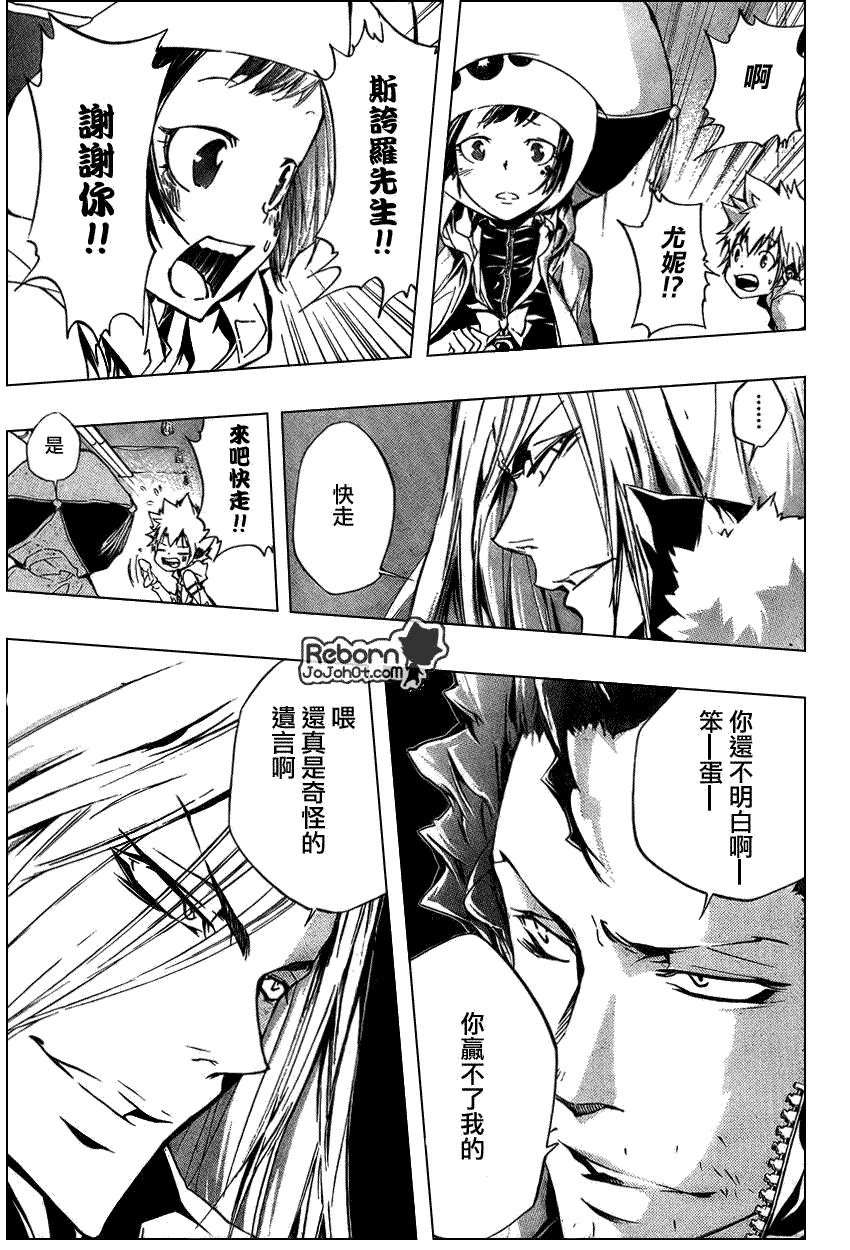 啊
尤妮!?
斯誇羅先生!!
謝謝你!!
……
快走
來吧快走!!
是
Reborn
JoJoHOt.com
你還不明白啊—
笨—蛋—
你贏不了我的
喂
還真是奇怪的
遺言啊